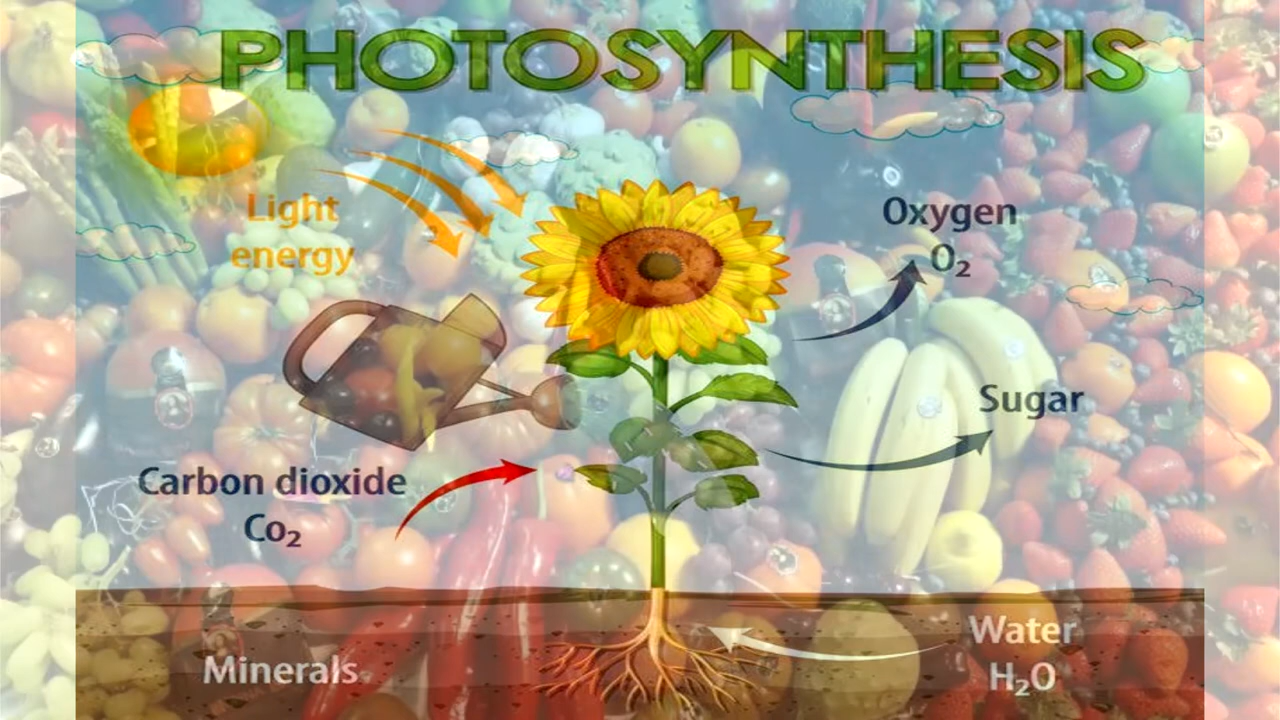 PHOTOSYNTHESIS
Light
energy
Oxygen
O₂
Sugar
Carbon dioxide
Co₂
Water
H₂O
Minerals